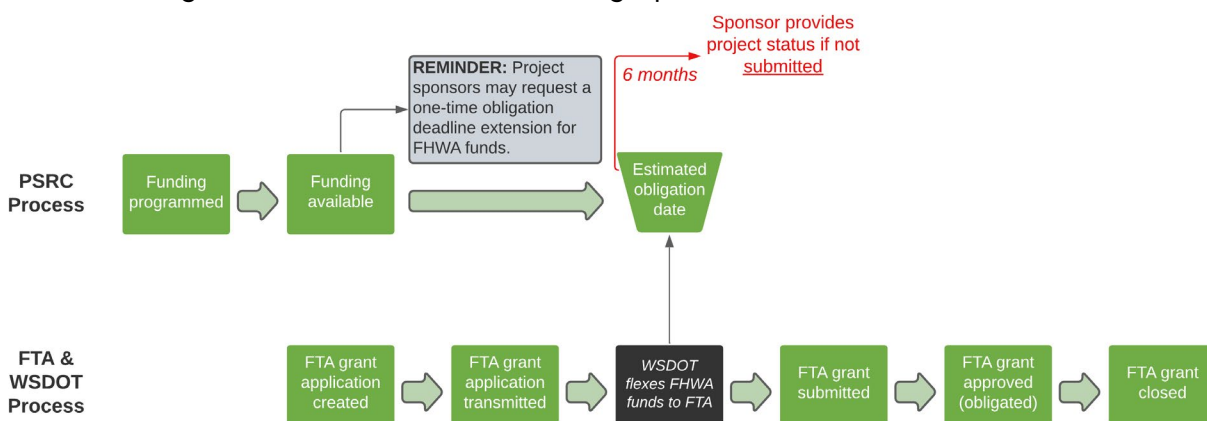 Sponsor provides
project status if not
submitted
6 months
REMINDER: Project
sponsors may request a
one-time obligation
deadline extension for
FHWA funds.
PSRC
Process
Funding
programmed
Funding
available
Estimated
obligation
date
FTA &
WSDOT
Process
FTA grant
application
created
FTA grant
application
transmitted
WSDOT
flexes FHWA
funds to FTA
FTA grant
submitted
FTA grant
approved
(obligated)
FTA grant
closed